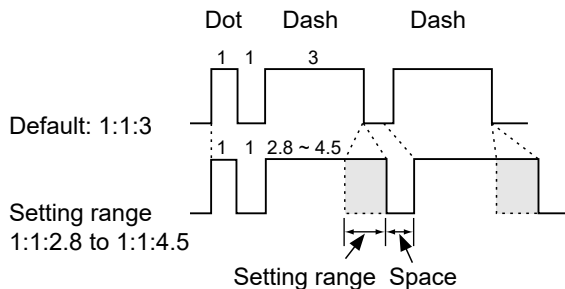 Dot Dash Dash
1 1 3
Default: 1:1:3
1 1 2.8 ~ 4.5
Setting range
1:1:2.8 to 1:1:4.5
Setting range Space